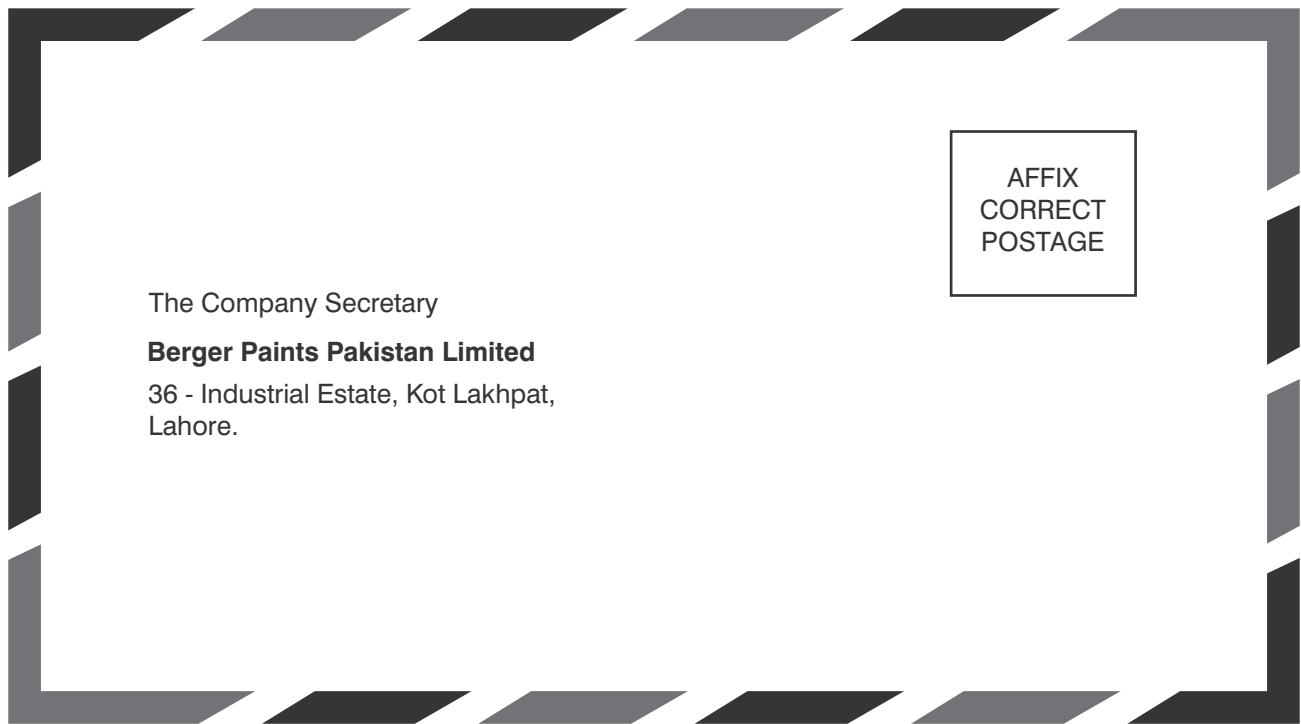 AFFIX
CORRECT
POSTAGE
The Company Secretary
Berger Paints Pakistan Limited
36 - Industrial Estate, Kot Lakhpat,
Lahore.